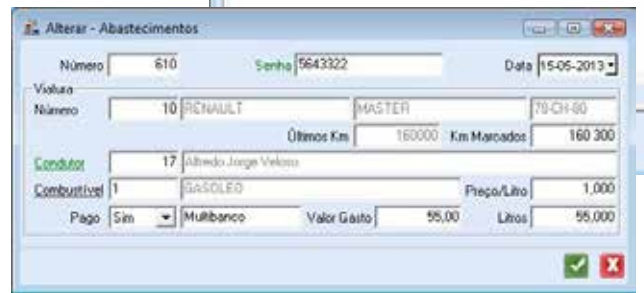 Alterar - Abastecimentos
Número 610 Senha 5643322 Data 15-05-2013
Viatura
Número 10 RENAULT MASTER 78-CH-80
Últimos Km 160000 Km Marcados 160 300
Condutor 17 Alfredo Jorge Veloso
Combustível 1 GASOLEO Preço/Litro 1,000
Pago Sim Multibanco Valor Gasto 55,00 Litros 55,000